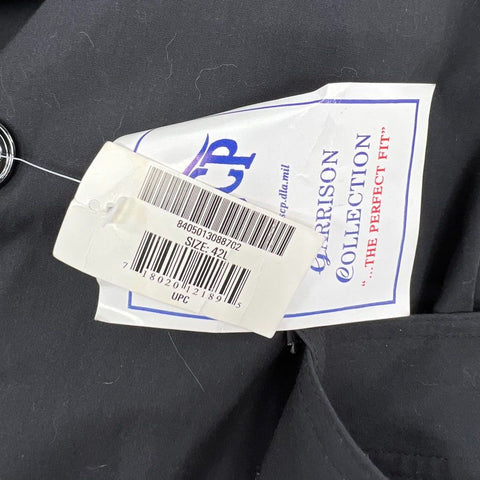 CP
scp.dla.mil
GARRISON
COLLECTION
"...THE PERFECT FIT"
8405013088702
SIZE: 42L
7 18020 12189 5
UPC